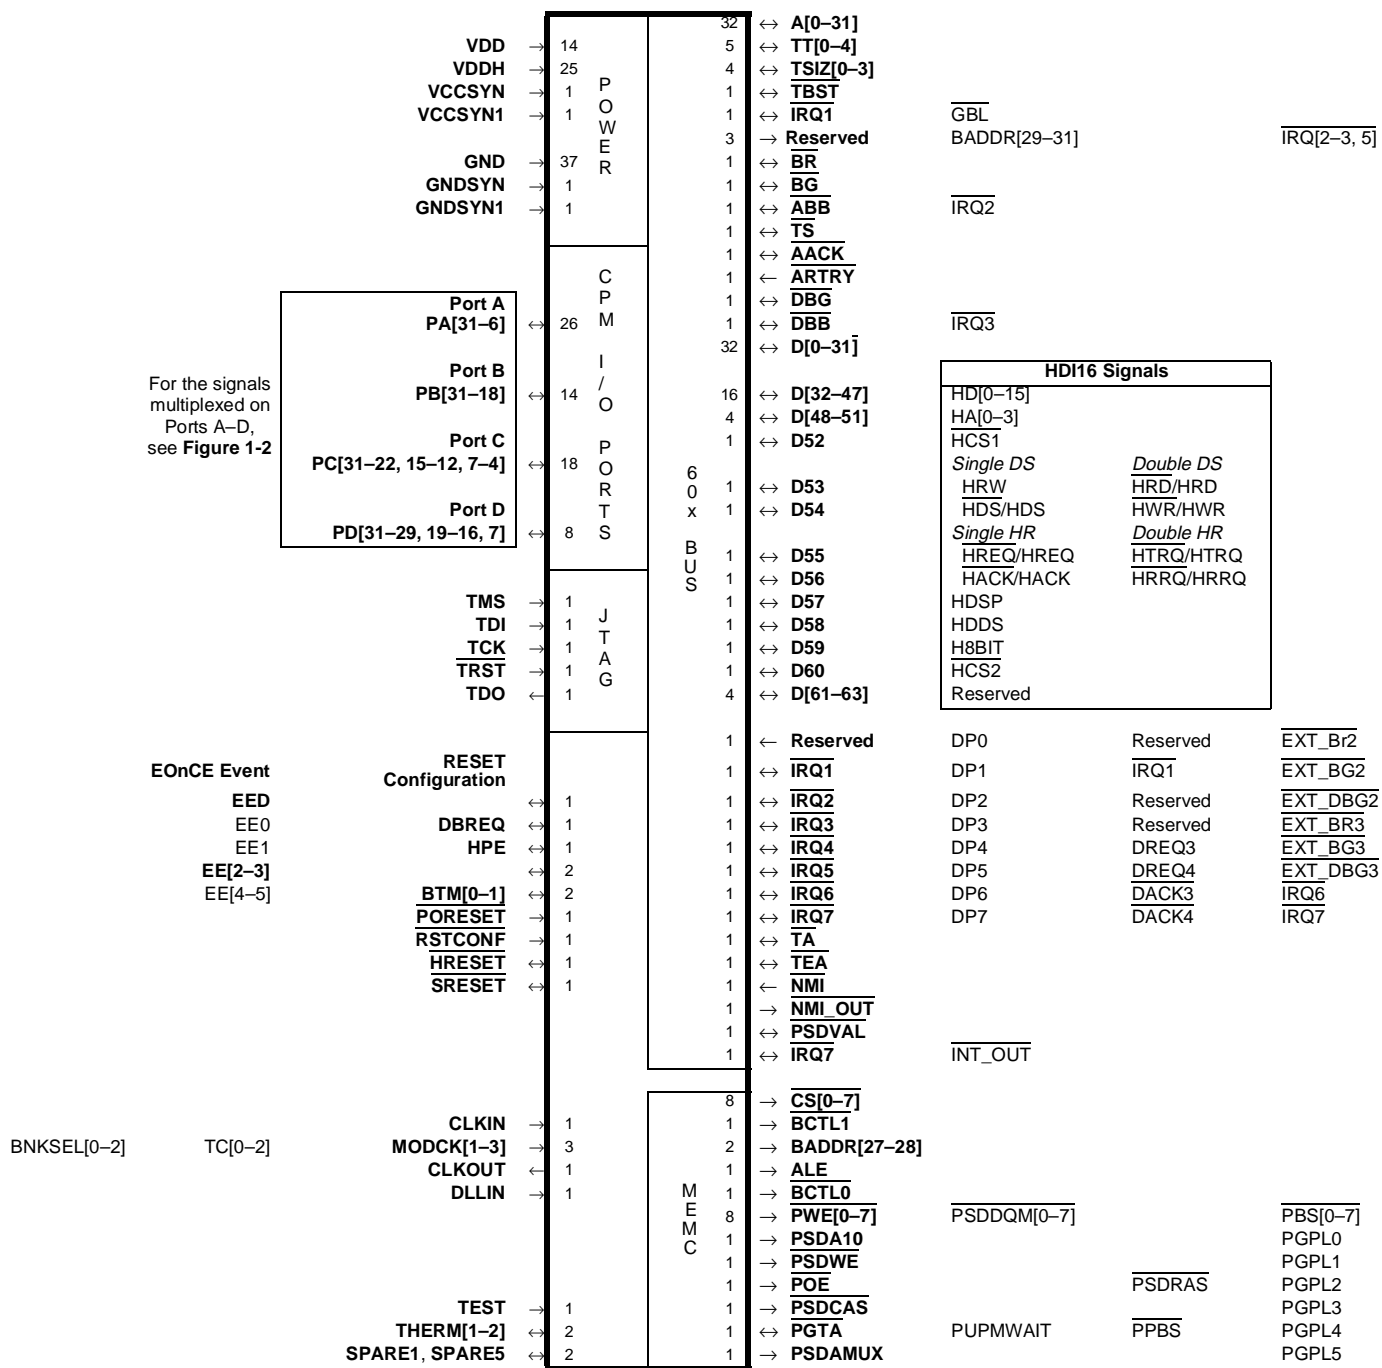 32 ↔ A[0–31]
VDD → 14 5 ↔ TT[0–4]
VDDH → 25 4 ↔ TSIZ[0–3]
VCCSYN → 1 1 ↔ TBST
VCCSYN1 → 1 1 ↔ IRQ1 GBL
3 → Reserved BADDR[29–31] IRQ[2–3, 5]
GND → 37 1 ↔ BR
GNDSYN → 1 1 ↔ BG
GNDSYN1 → 1 1 ↔ ABB IRQ2
POWER
1 ↔ TS
1 ↔ AACK
1 ← ARTRY
Port A 1 ↔ DBG
PA[31–6] ↔ 26 1 ↔ DBB IRQ3
32 ↔ D[0–31]
Port B HDI16 Signals
PB[31–18] ↔ 14 16 ↔ D[32–47] HD[0–15]
4 ↔ D[48–51] HA[0–3]
Port C 1 ↔ D52 HCS1
PC[31–22, 15–12, 7–4] ↔ 18 Single DS Double DS
1 ↔ D53 HRW HRD/HRD
Port D 1 ↔ D54 HDS/HDS HWR/HWR
PD[31–29, 19–16, 7] ↔ 8 Single HR Double HR
For the signals
multiplexed on
Ports A–D,
see Figure 1-2
CPM I/O PORTS
60x BUS
1 ↔ D55 HREQ/HREQ HTRQ/HTRQ
1 ↔ D56 HACK/HACK HRRQ/HRRQ
TMS → 1 1 ↔ D57 HDSP
TDI → 1 1 ↔ D58 HDDS
TCK → 1 1 ↔ D59 H8BIT
TRST → 1 1 ↔ D60 HCS2
TDO ← 1 4 ↔ D[61–63] Reserved
JTAG
1 ← Reserved DP0 Reserved EXT_Br2
EOnCE Event RESET
Configuration 1 ↔ IRQ1 DP1 IRQ1 EXT_BG2
EED ↔ 1 1 ↔ IRQ2 DP2 Reserved EXT_DBG2
EE0 DBREQ ↔ 1 1 ↔ IRQ3 DP3 Reserved EXT_BR3
EE1 HPE ↔ 1 1 ↔ IRQ4 DP4 DREQ3 EXT_BG3
EE[2–3] ↔ 2 1 ↔ IRQ5 DP5 DREQ4 EXT_DBG3
EE[4–5] BTM[0–1] ↔ 2 1 ↔ IRQ6 DP6 DACK3 IRQ6
PORESET → 1 1 ↔ IRQ7 DP7 DACK4 IRQ7
RSTCONF → 1 1 ↔ TA
HRESET ↔ 1 1 ↔ TEA
SRESET ↔ 1 1 ← NMI
1 → NMI_OUT
1 ↔ PSDVAL
1 ↔ IRQ7 INT_OUT
8 → CS[0–7]
CLKIN → 1 1 → BCTL1
BNKSEL[0–2] TC[0–2] MODCK[1–3] → 3 2 → BADDR[27–28]
CLKOUT ← 1 1 → ALE
DLLIN → 1 1 → BCTL0
MEMC
8 → PWE[0–7] PSDDQM[0–7] PBS[0–7]
1 → PSDA10 PGPL0
1 → PSDWE PGPL1
1 → POE PSDRAS PGPL2
TEST → 1 1 → PSDCAS PGPL3
THERM[1–2] ↔ 2 1 ↔ PGTA PUPMWAIT PPBS PGPL4
SPARE1, SPARE5 ↔ 2 1 → PSDAMUX PGPL5